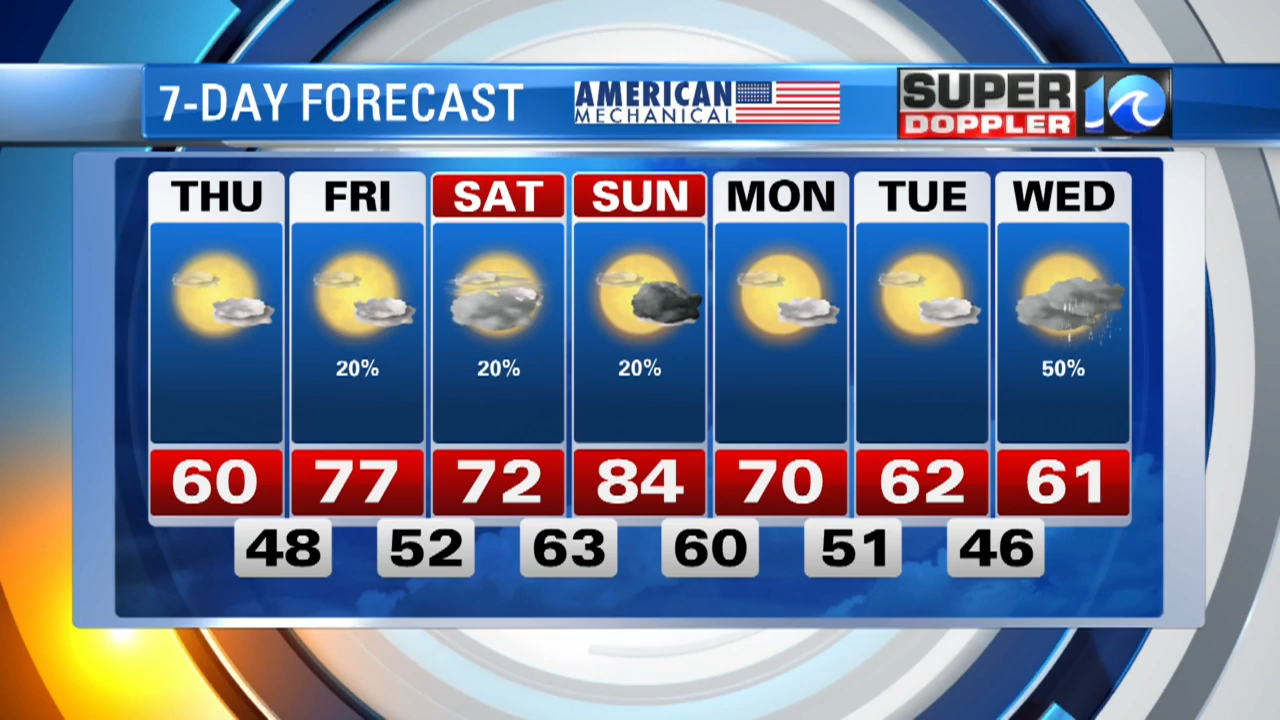 7-DAY FORECAST
AMERICAN
MECHANICAL
SUPER
DOPPLER
10
THU FRI SAT SUN MON TUE WED
20% 20% 20% 50%
60 77 72 84 70 62 61
48 52 63 60 51 46